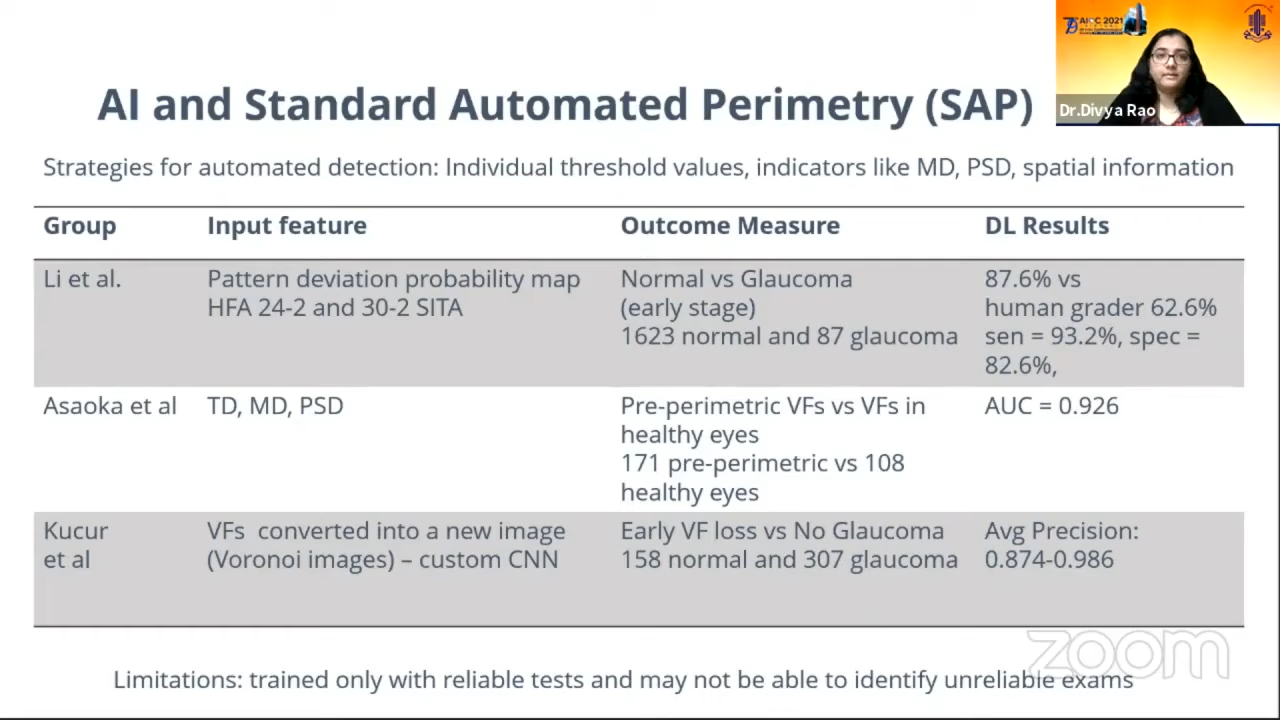 AIOC 2021
Dr.Divya Rao
AI and Standard Automated Perimetry (SAP)
Strategies for automated detection: Individual threshold values, indicators like MD, PSD, spatial information
Group Input feature Outcome Measure DL Results
Li et al.
Pattern deviation probability map
HFA 24-2 and 30-2 SITA
Normal vs Glaucoma
(early stage)
1623 normal and 87 glaucoma
87.6% vs
human grader 62.6%
sen = 93.2%, spec =
82.6%,
Asaoka et al
TD, MD, PSD
Pre-perimetric VFs vs VFs in
healthy eyes
171 pre-perimetric vs 108
healthy eyes
AUC = 0.926
Kucur
et al
VFs converted into a new image
(Voronoi images) – custom CNN
Early VF loss vs No Glaucoma
158 normal and 307 glaucoma
Avg Precision:
0.874-0.986
zoom
Limitations: trained only with reliable tests and may not be able to identify unreliable exams